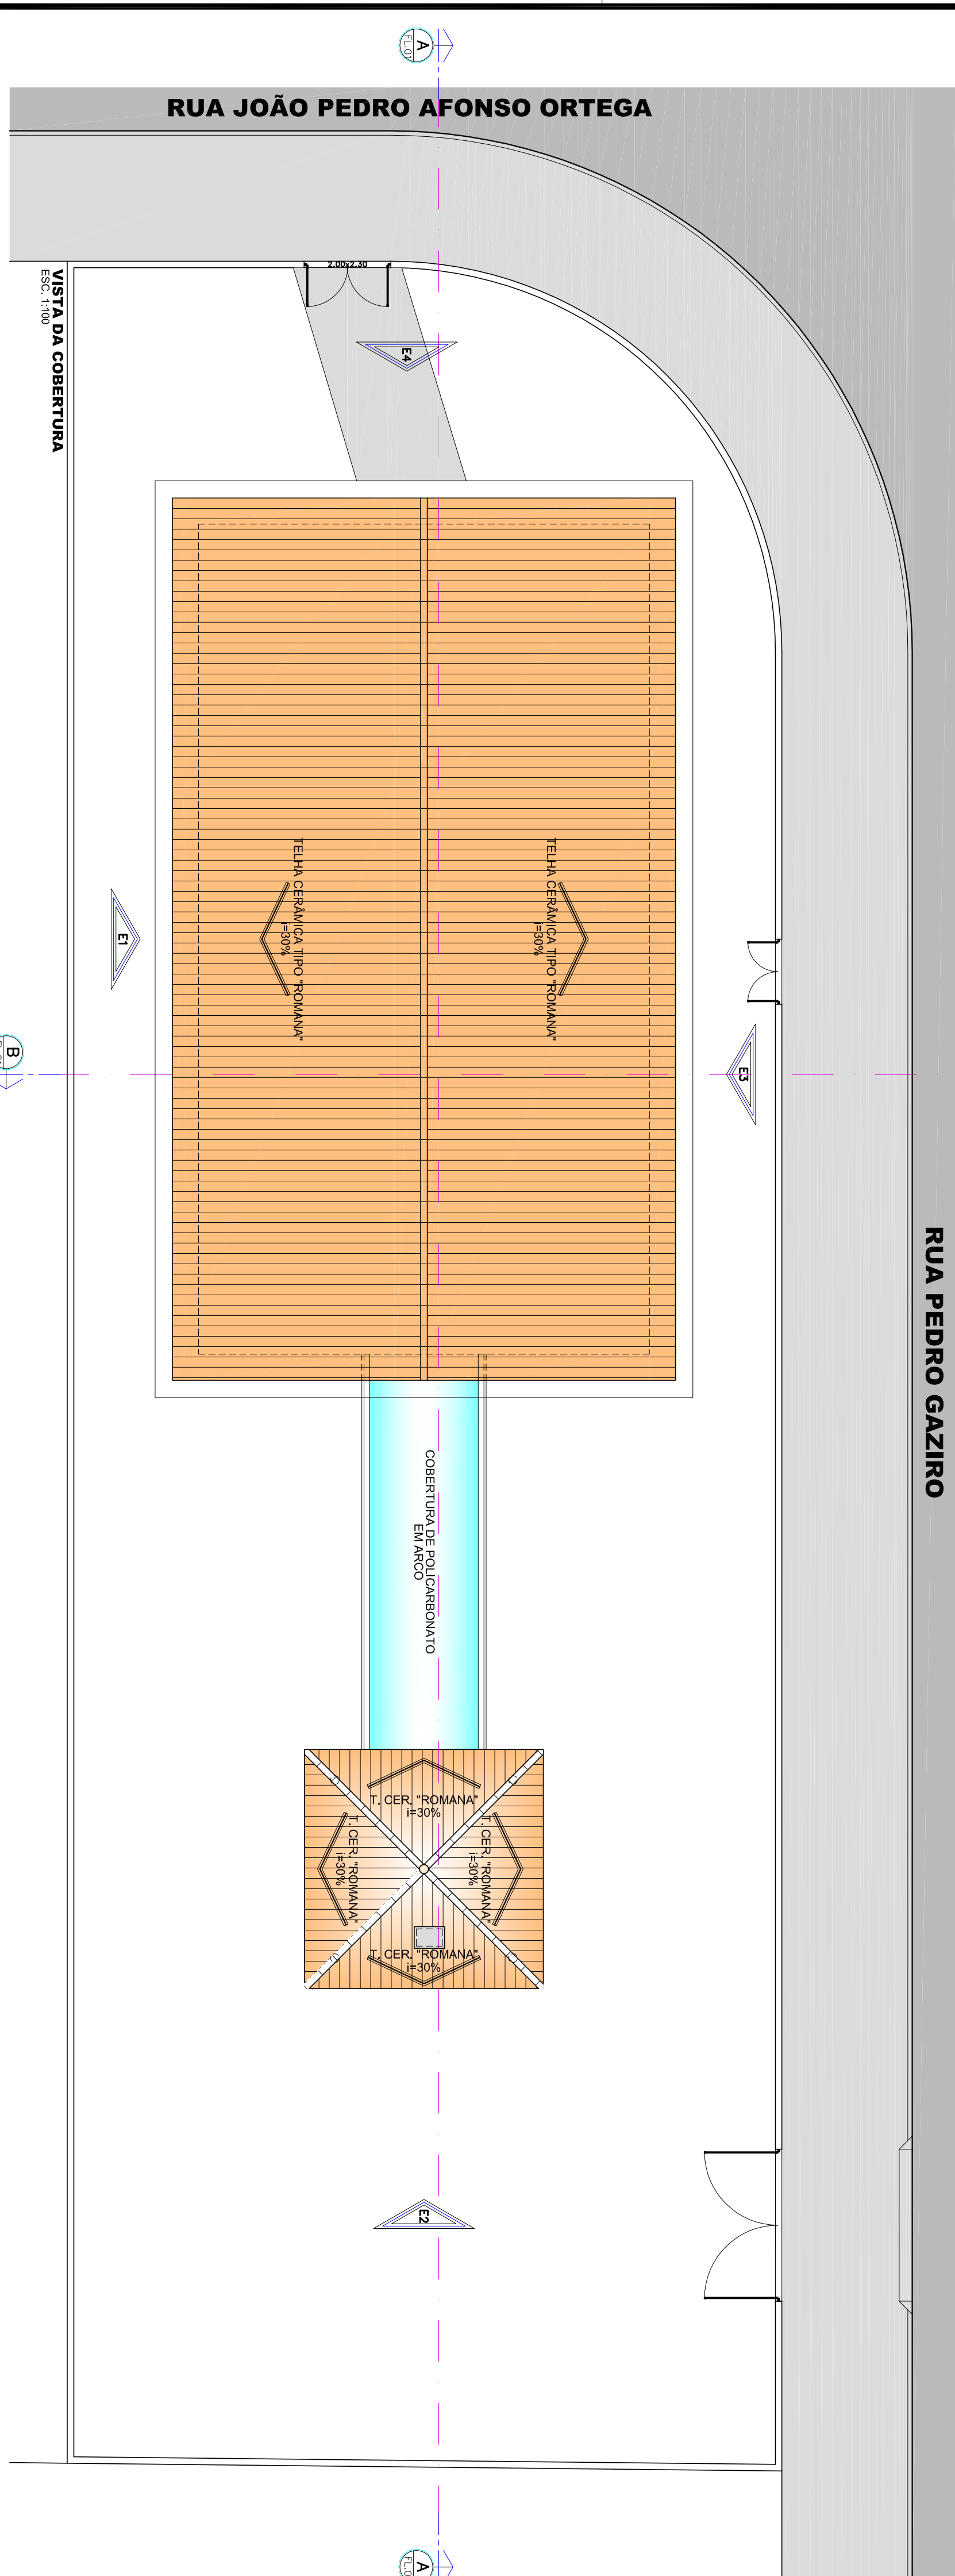 A
FL.01
RUA JOÃO PEDRO AFONSO ORTEGA
2.00x2.30
VISTA DA COBERTURA
ESC. 1:100
E4
TELHA CERÂMICA TIPO "ROMANA"
i=30%
TELHA CERÂMICA TIPO "ROMANA"
i=30%
E1
E3
B
RUA PEDRO GAZIRO
COBERTURA DE POLICARBONATO
EM ARCO
T. CER. "ROMANA"
i=30%
T. CER. "ROMANA"
i=30%
T. CER. "ROMANA"
i=30%
T. CER. "ROMANA"
i=30%
E2
A